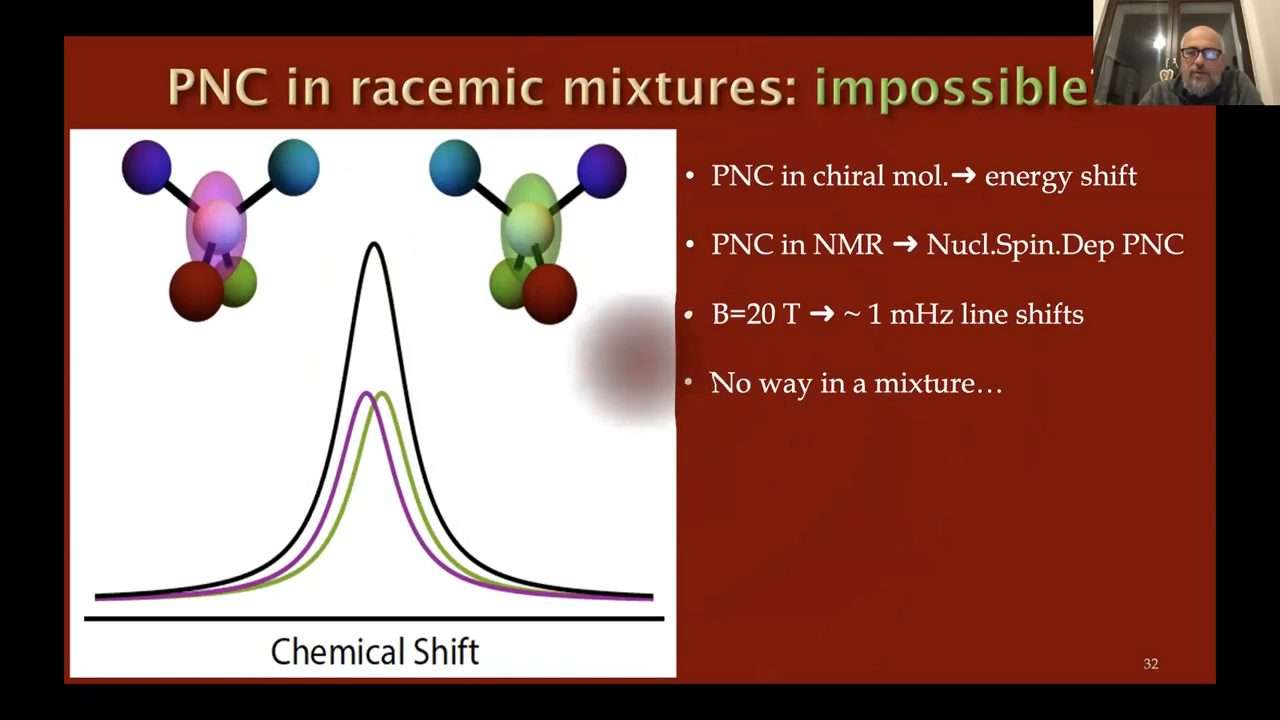 PNC in racemic mixtures: impossible?
• PNC in chiral mol.➜ energy shift
• PNC in NMR ➜ Nucl.Spin.Dep PNC
• B=20 T ➜ ~ 1 mHz line shifts
• No way in a mixture…
Chemical Shift
32